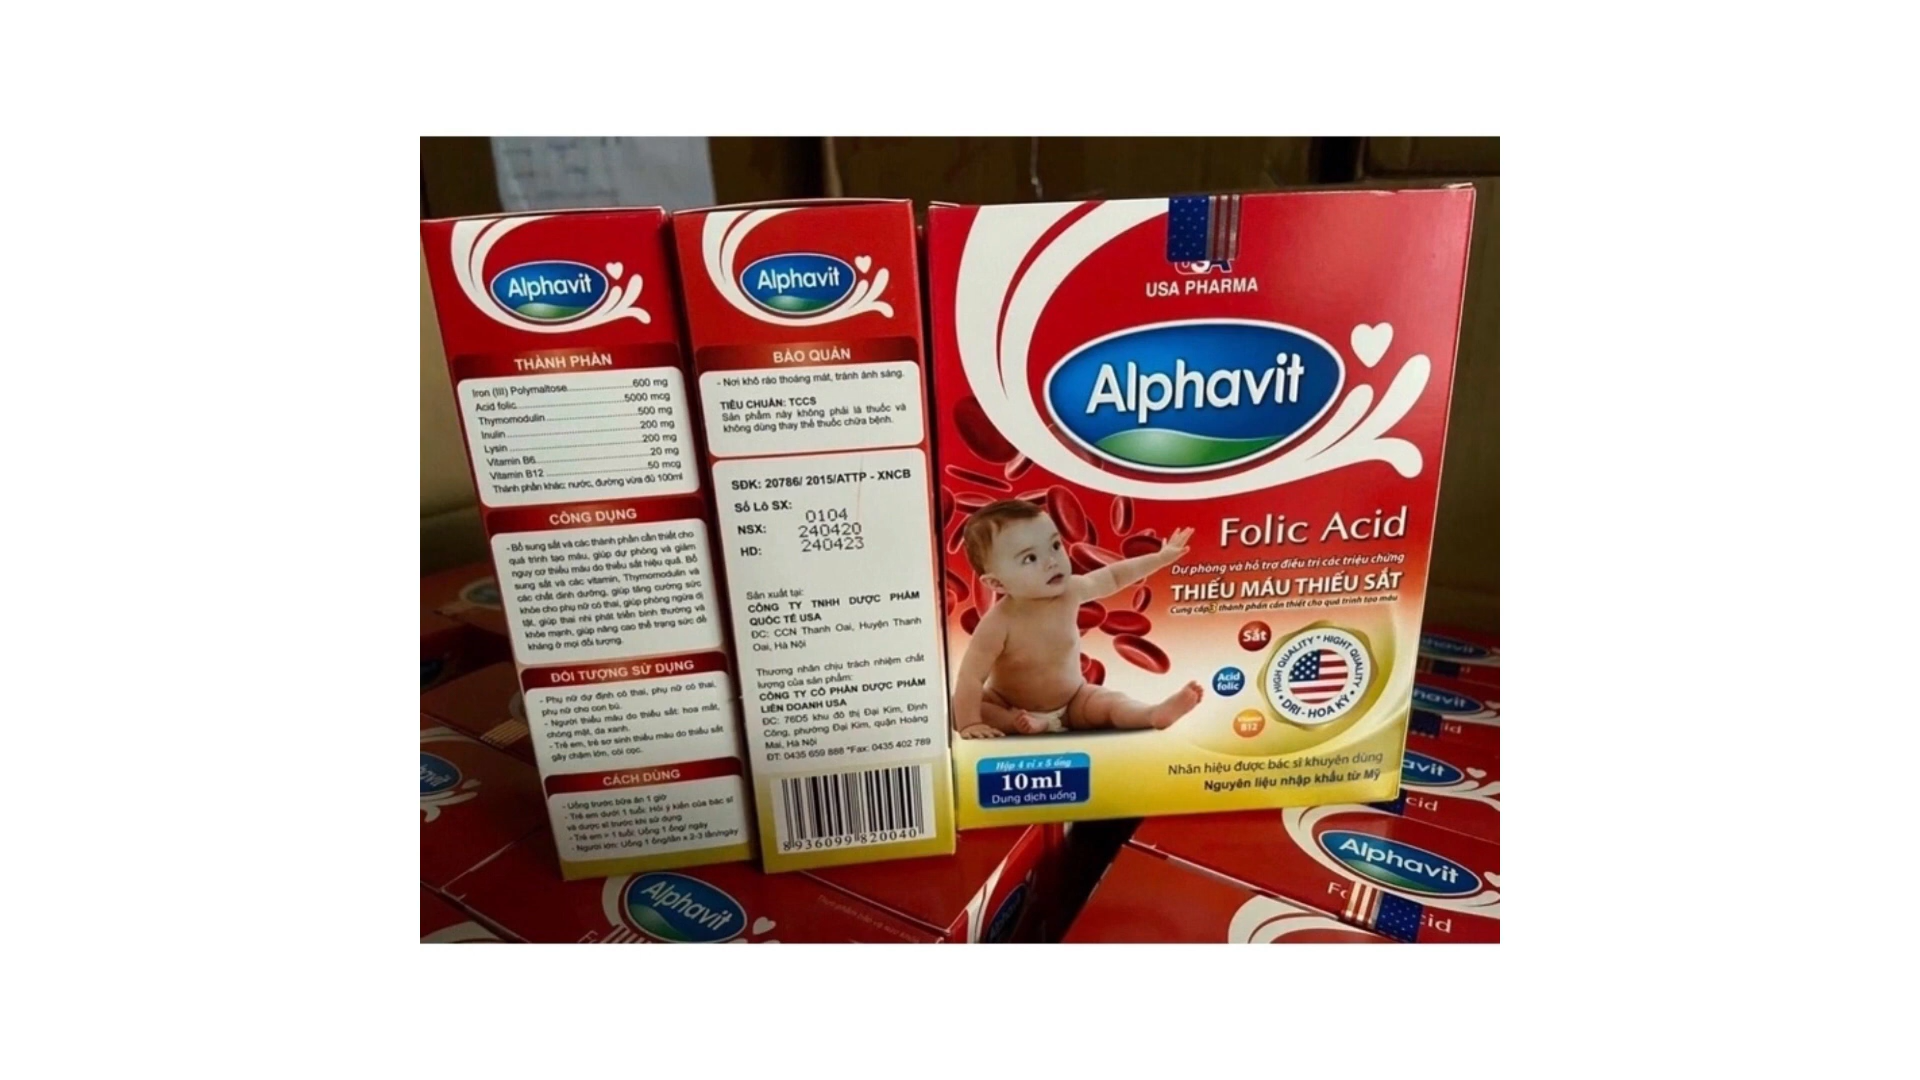 Alphavit
THÀNH PHẦN
Iron (III) Polymaltose 600 mg
Acid folic 5000 mcg
Thymomodulin 500 mg
Inulin 200 mg
Lysin 200 mg
Vitamin B6 20 mg
Vitamin B12 50 mcg
Thành phần khác: nước, đường vừa đủ 100ml
CÔNG DỤNG
- Bổ sung sắt và các thành phần cần thiết cho
quá trình tạo máu, giúp dự phòng và giảm
nguy cơ thiếu máu do thiếu sắt hiệu quả. Bổ
sung sắt và các vitamin, Thymomodulin và
các chất dinh dưỡng, giúp tăng cường sức
khỏe cho phụ nữ có thai, giúp phòng ngừa dị
tật, giúp thai nhi phát triển bình thường và
khỏe mạnh, giúp nâng cao thể trạng sức đề
kháng ở mọi đối tượng.
ĐỐI TƯỢNG SỬ DỤNG
- Phụ nữ dự định có thai, phụ nữ có thai,
phụ nữ cho con bú.
- Người thiếu máu do thiếu sắt: hoa mắt,
chóng mặt, da xanh.
- Trẻ em, trẻ sơ sinh thiếu máu do thiếu sắt
gây chậm lớn, còi cọc.
CÁCH DÙNG
- Uống trước bữa ăn 1 giờ
- Trẻ em dưới 1 tuổi: Hỏi ý kiến của bác sĩ
và dược sĩ trước khi sử dụng
- Trẻ em > 1 tuổi: Uống 1 ống/ ngày
- Người lớn: Uống 1 ống/lần x 2-3 lần/ngày
Alphavit
BẢO QUẢN
- Nơi khô ráo thoáng mát, tránh ánh sáng.
TIÊU CHUẨN: TCCS
Sản phẩm này không phải là thuốc và
không dùng thay thế thuốc chữa bệnh.
SĐK: 20786/ 2015/ATTP - XNCB
Số Lô SX: 0104
NSX: 240420
HD: 240423
Sản xuất tại:
CÔNG TY TNHH DƯỢC PHẨM
QUỐC TẾ USA
ĐC: CCN Thanh Oai, Huyện Thanh
Oai, Hà Nội
Thương nhân chịu trách nhiệm chất
lượng của sản phẩm:
CÔNG TY CỔ PHẦN DƯỢC PHẨM
LIÊN DOANH USA
ĐC: 76D5 khu đô thị Đại Kim, Định
Công, phường Đại Kim, quận Hoàng
Mai, Hà Nội
ĐT: 0435 659 888 *Fax: 0435 402 789
8 936099 820040
USA
USA PHARMA
Alphavit
Folic Acid
Dự phòng và hỗ trợ điều trị các triệu chứng
THIẾU MÁU THIẾU SẮT
Cung cấp 3 thành phần cần thiết cho quá trình tạo máu
Sắt
Acid
folic
Vitamin
B12
HIGH QUALITY * HIGHT QUALITY
DRI - HOA KỲ
Hộp 4 vỉ x 5 ống
10ml
Dung dịch uống
Nhãn hiệu được bác sĩ khuyên dùng
Nguyên liệu nhập khẩu từ Mỹ
Alphavit
Alphavit